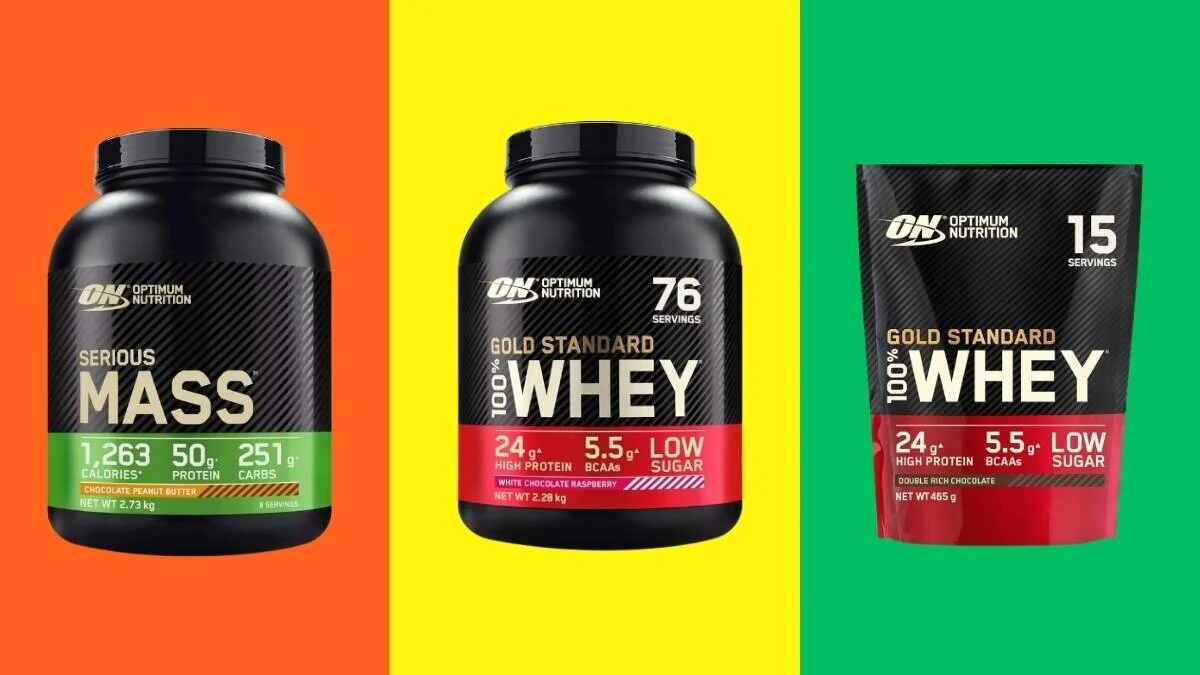 ON OPTIMUM
NUTRITION
SERIOUS
MASS™
1,263 50g 251g
CALORIES* PROTEIN CARBS
CHOCOLATE PEANUT BUTTER
NET WT 2.73 kg 8 SERVINGS
ON® OPTIMUM
NUTRITION
76
SERVINGS
GOLD STANDARD
100% WHEY
24g 5.5g LOW
HIGH PROTEIN BCAAs SUGAR
WHITE CHOCOLATE RASPBERRY
NET WT 2.28 kg
ON® OPTIMUM
NUTRITION
15
SERVINGS
GOLD STANDARD
100% WHEY
24g 5.5g LOW
HIGH PROTEIN BCAAs SUGAR
DOUBLE RICH CHOCOLATE
NET WT 465 g